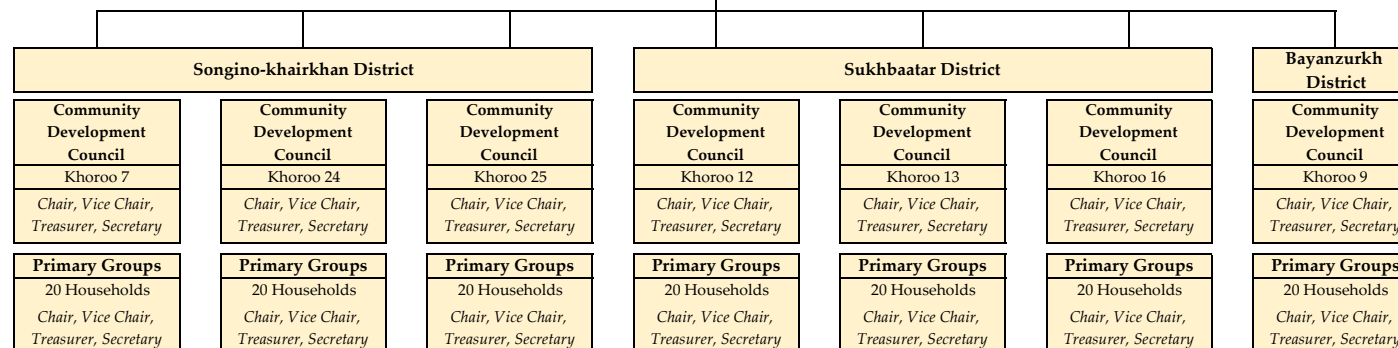 Songino-khairkhan District
Sukhbaatar District
Bayanzurkh
District
Community
Development
Council
Khoroo 7
Chair, Vice Chair,
Treasurer, Secretary
Community
Development
Council
Khoroo 24
Chair, Vice Chair,
Treasurer, Secretary
Community
Development
Council
Khoroo 25
Chair, Vice Chair,
Treasurer, Secretary
Community
Development
Council
Khoroo 12
Chair, Vice Chair,
Treasurer, Secretary
Community
Development
Council
Khoroo 13
Chair, Vice Chair,
Treasurer, Secretary
Community
Development
Council
Khoroo 16
Chair, Vice Chair,
Treasurer, Secretary
Community
Development
Council
Khoroo 9
Chair, Vice Chair,
Treasurer, Secretary
Primary Groups
20 Households
Chair, Vice Chair,
Treasurer, Secretary
Primary Groups
20 Households
Chair, Vice Chair,
Treasurer, Secretary
Primary Groups
20 Households
Chair, Vice Chair,
Treasurer, Secretary
Primary Groups
20 Households
Chair, Vice Chair,
Treasurer, Secretary
Primary Groups
20 Households
Chair, Vice Chair,
Treasurer, Secretary
Primary Groups
20 Households
Chair, Vice Chair,
Treasurer, Secretary
Primary Groups
20 Households
Chair, Vice Chair,
Treasurer, Secretary